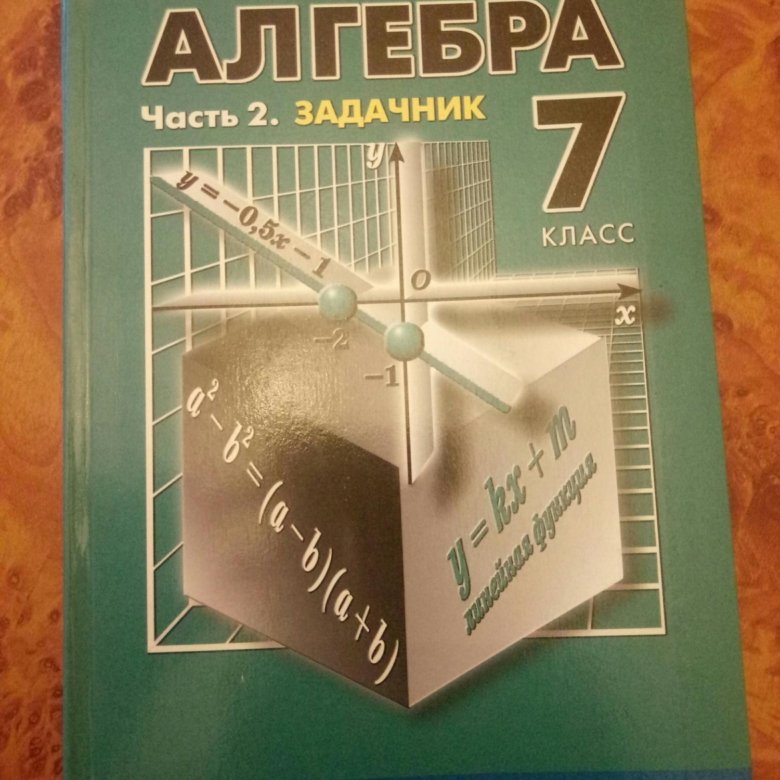 АЛГЕБРА
Часть 2. ЗАДАЧНИК
7
КЛАСС
y
y = −0,5x − 1
O
x
−2
−1
a² − b² = (a − b)(a + b)
y = kx + m
линейная функция